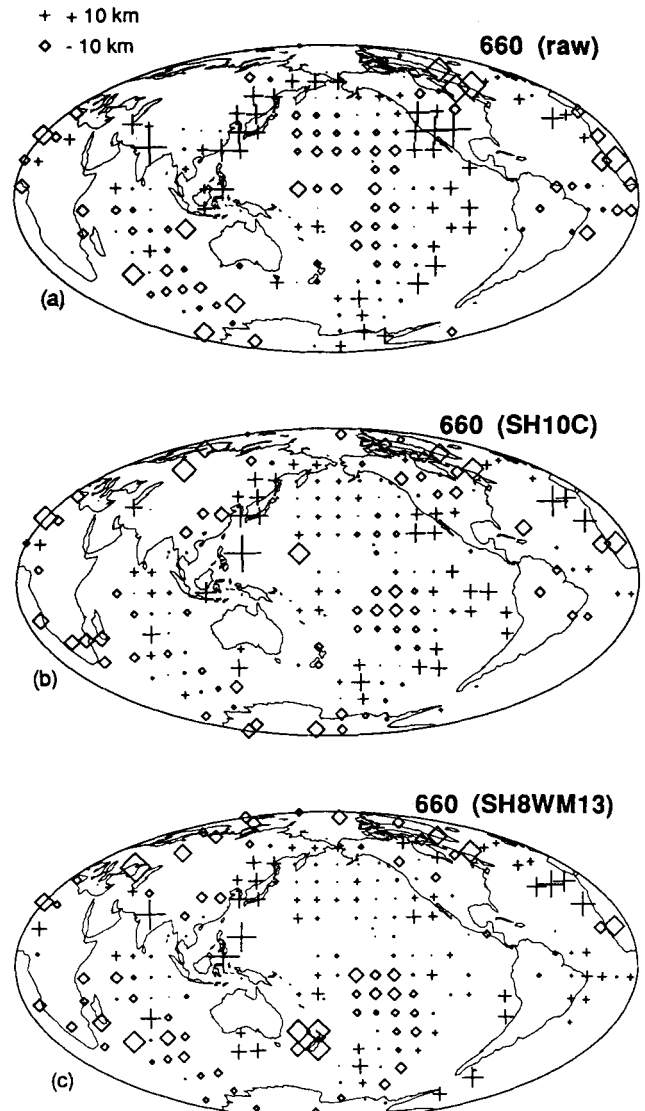 + + 10 km
◇ - 10 km
660 (raw)
(a)
660 (SH10C)
(b)
660 (SH8WM13)
(c)